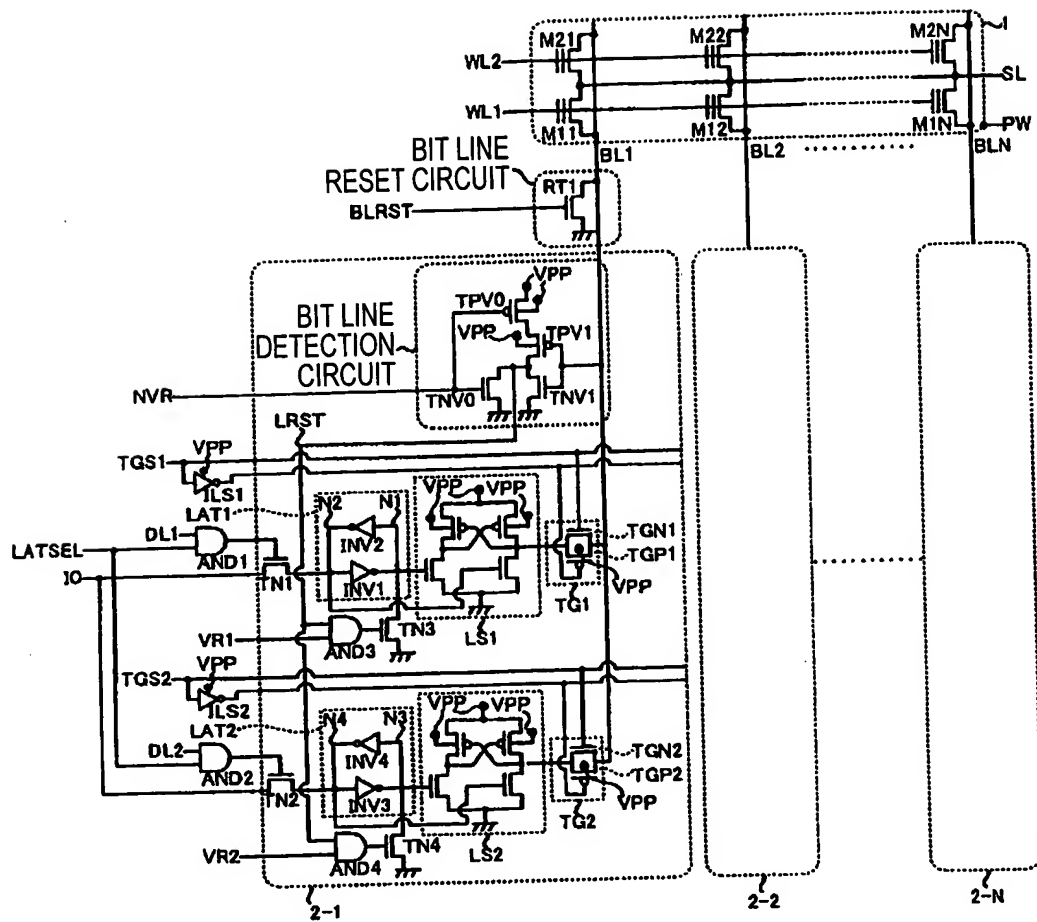 M21 M22 M2N 1
WL2
SL
WL1
M11 M12 M1N PW
BL1 BL2 BLN
BIT LINE
RESET CIRCUIT
RT1
BLRST
VPP
TPV0
BIT LINE
DETECTION
CIRCUIT
VPP TPV1
NVR
TNV0 TNV1
LRST
VPP
TGS1
ILS1
LAT1 N2 N1 VPP VPP
DL1
LATSEL
AND1 INV2 TGN1
TGP1
IO
TN1 INV1 VPP
TG1
TN3 LS1
VR1
AND3
VPP
TGS2
ILS2
LAT2 N4 N3 VPP VPP
DL2
AND2 INV4 TGN2
TGP2
TN2 INV3 VPP
TG2
TN4 LS2
VR2
AND4
2-1 2-2 2-N